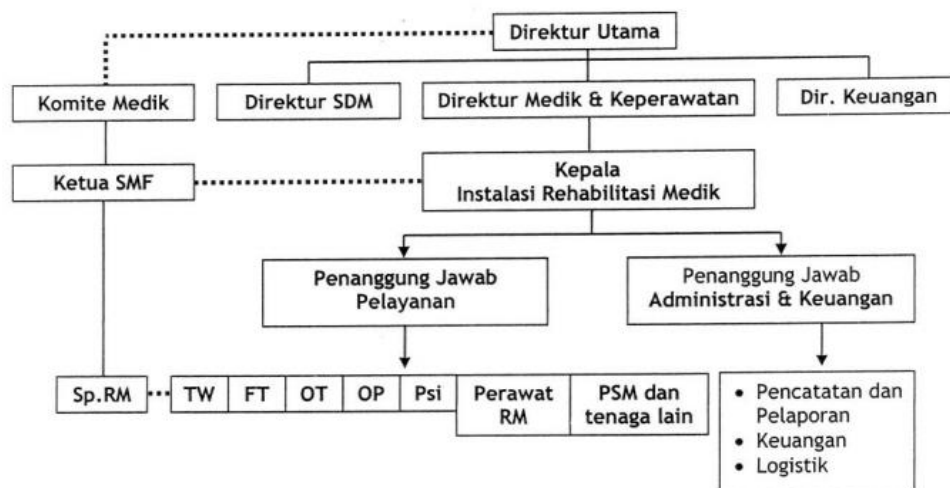 Direktur Utama
Komite Medik
Direktur SDM
Direktur Medik & Keperawatan
Dir. Keuangan
Ketua SMF
Kepala
Instalasi Rehabilitasi Medik
Penanggung Jawab
Pelayanan
Penanggung Jawab
Administrasi & Keuangan
Sp.RM
TW
FT
OT
OP
Psi
Perawat
RM
PSM dan
tenaga lain
• Pencatatan dan
Pelaporan
• Keuangan
• Logistik